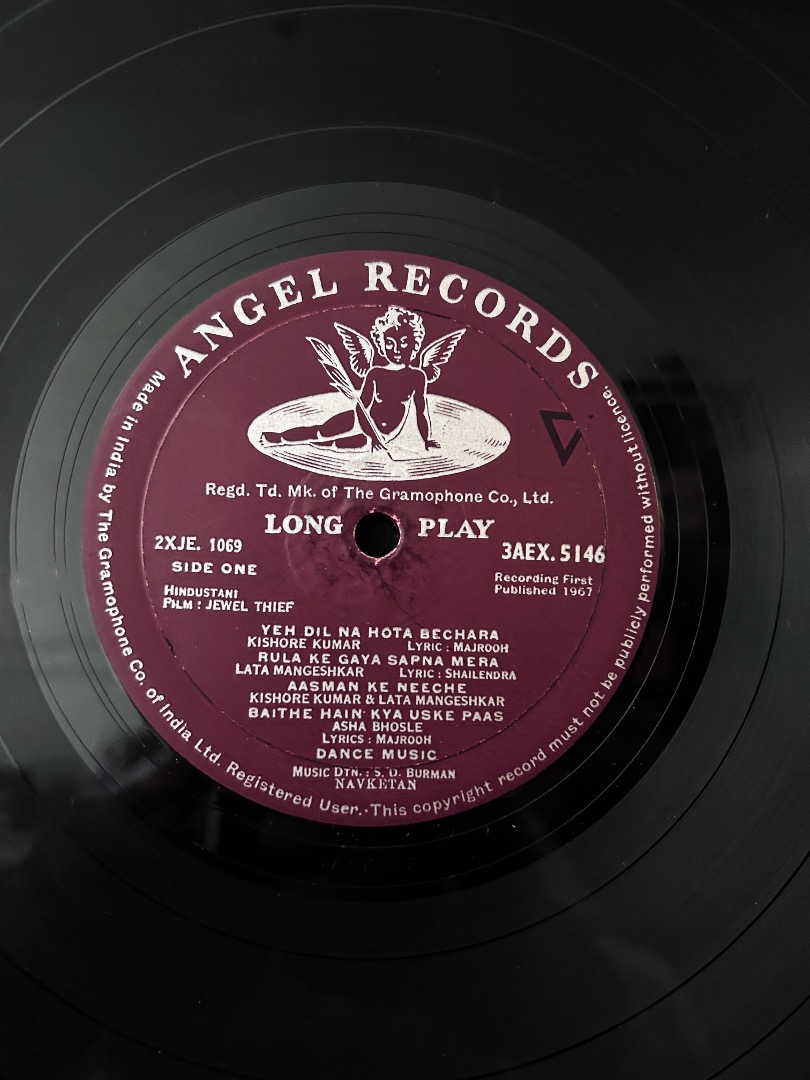 ANGEL RECORDS
Regd. Td. Mk. of The Gramophone Co., Ltd.
LONG PLAY
2XJE. 1069
3AEX. 5146
SIDE ONE
Recording First
Published 1967
HINDUSTANI
FILM : JEWEL THIEF
YEH DIL NA HOTA BECHARA
KISHORE KUMAR LYRIC : MAJROOH
RULA KE GAYA SAPNA MERA
LATA MANGESHKAR LYRIC : SHAILENDRA
AASMAN KE NEECHE
KISHORE KUMAR & LATA MANGESHKAR
BAITHE HAIN KYA USKE PAAS
ASHA BHOSLE
LYRICS : MAJROOH
DANCE MUSIC
MUSIC DTN. : S. D. BURMAN
NAVKETAN
Made in India by The Gramophone Co. of India Ltd. Registered User. · This copyright record must not be publicly performed without licence.